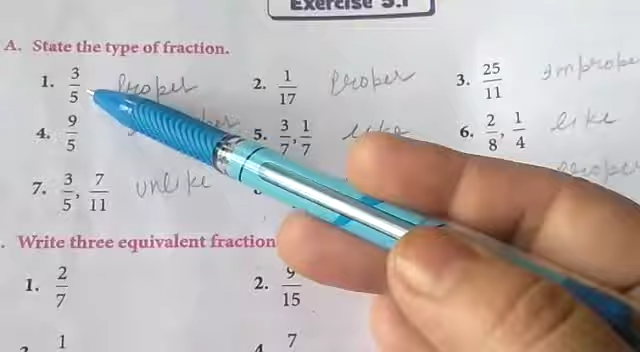 Exercise 5.1
A. State the type of fraction.
1. 3/5 Proper 2. 1/17 Proper 3. 25/11 Imprope
4. 9/5 5. 3/7, 1/7 like 6. 2/8, 1/4 like
7. 3/5, 7/11 unlike proper
. Write three equivalent fraction
1. 2/7 2. 9/15
1 7